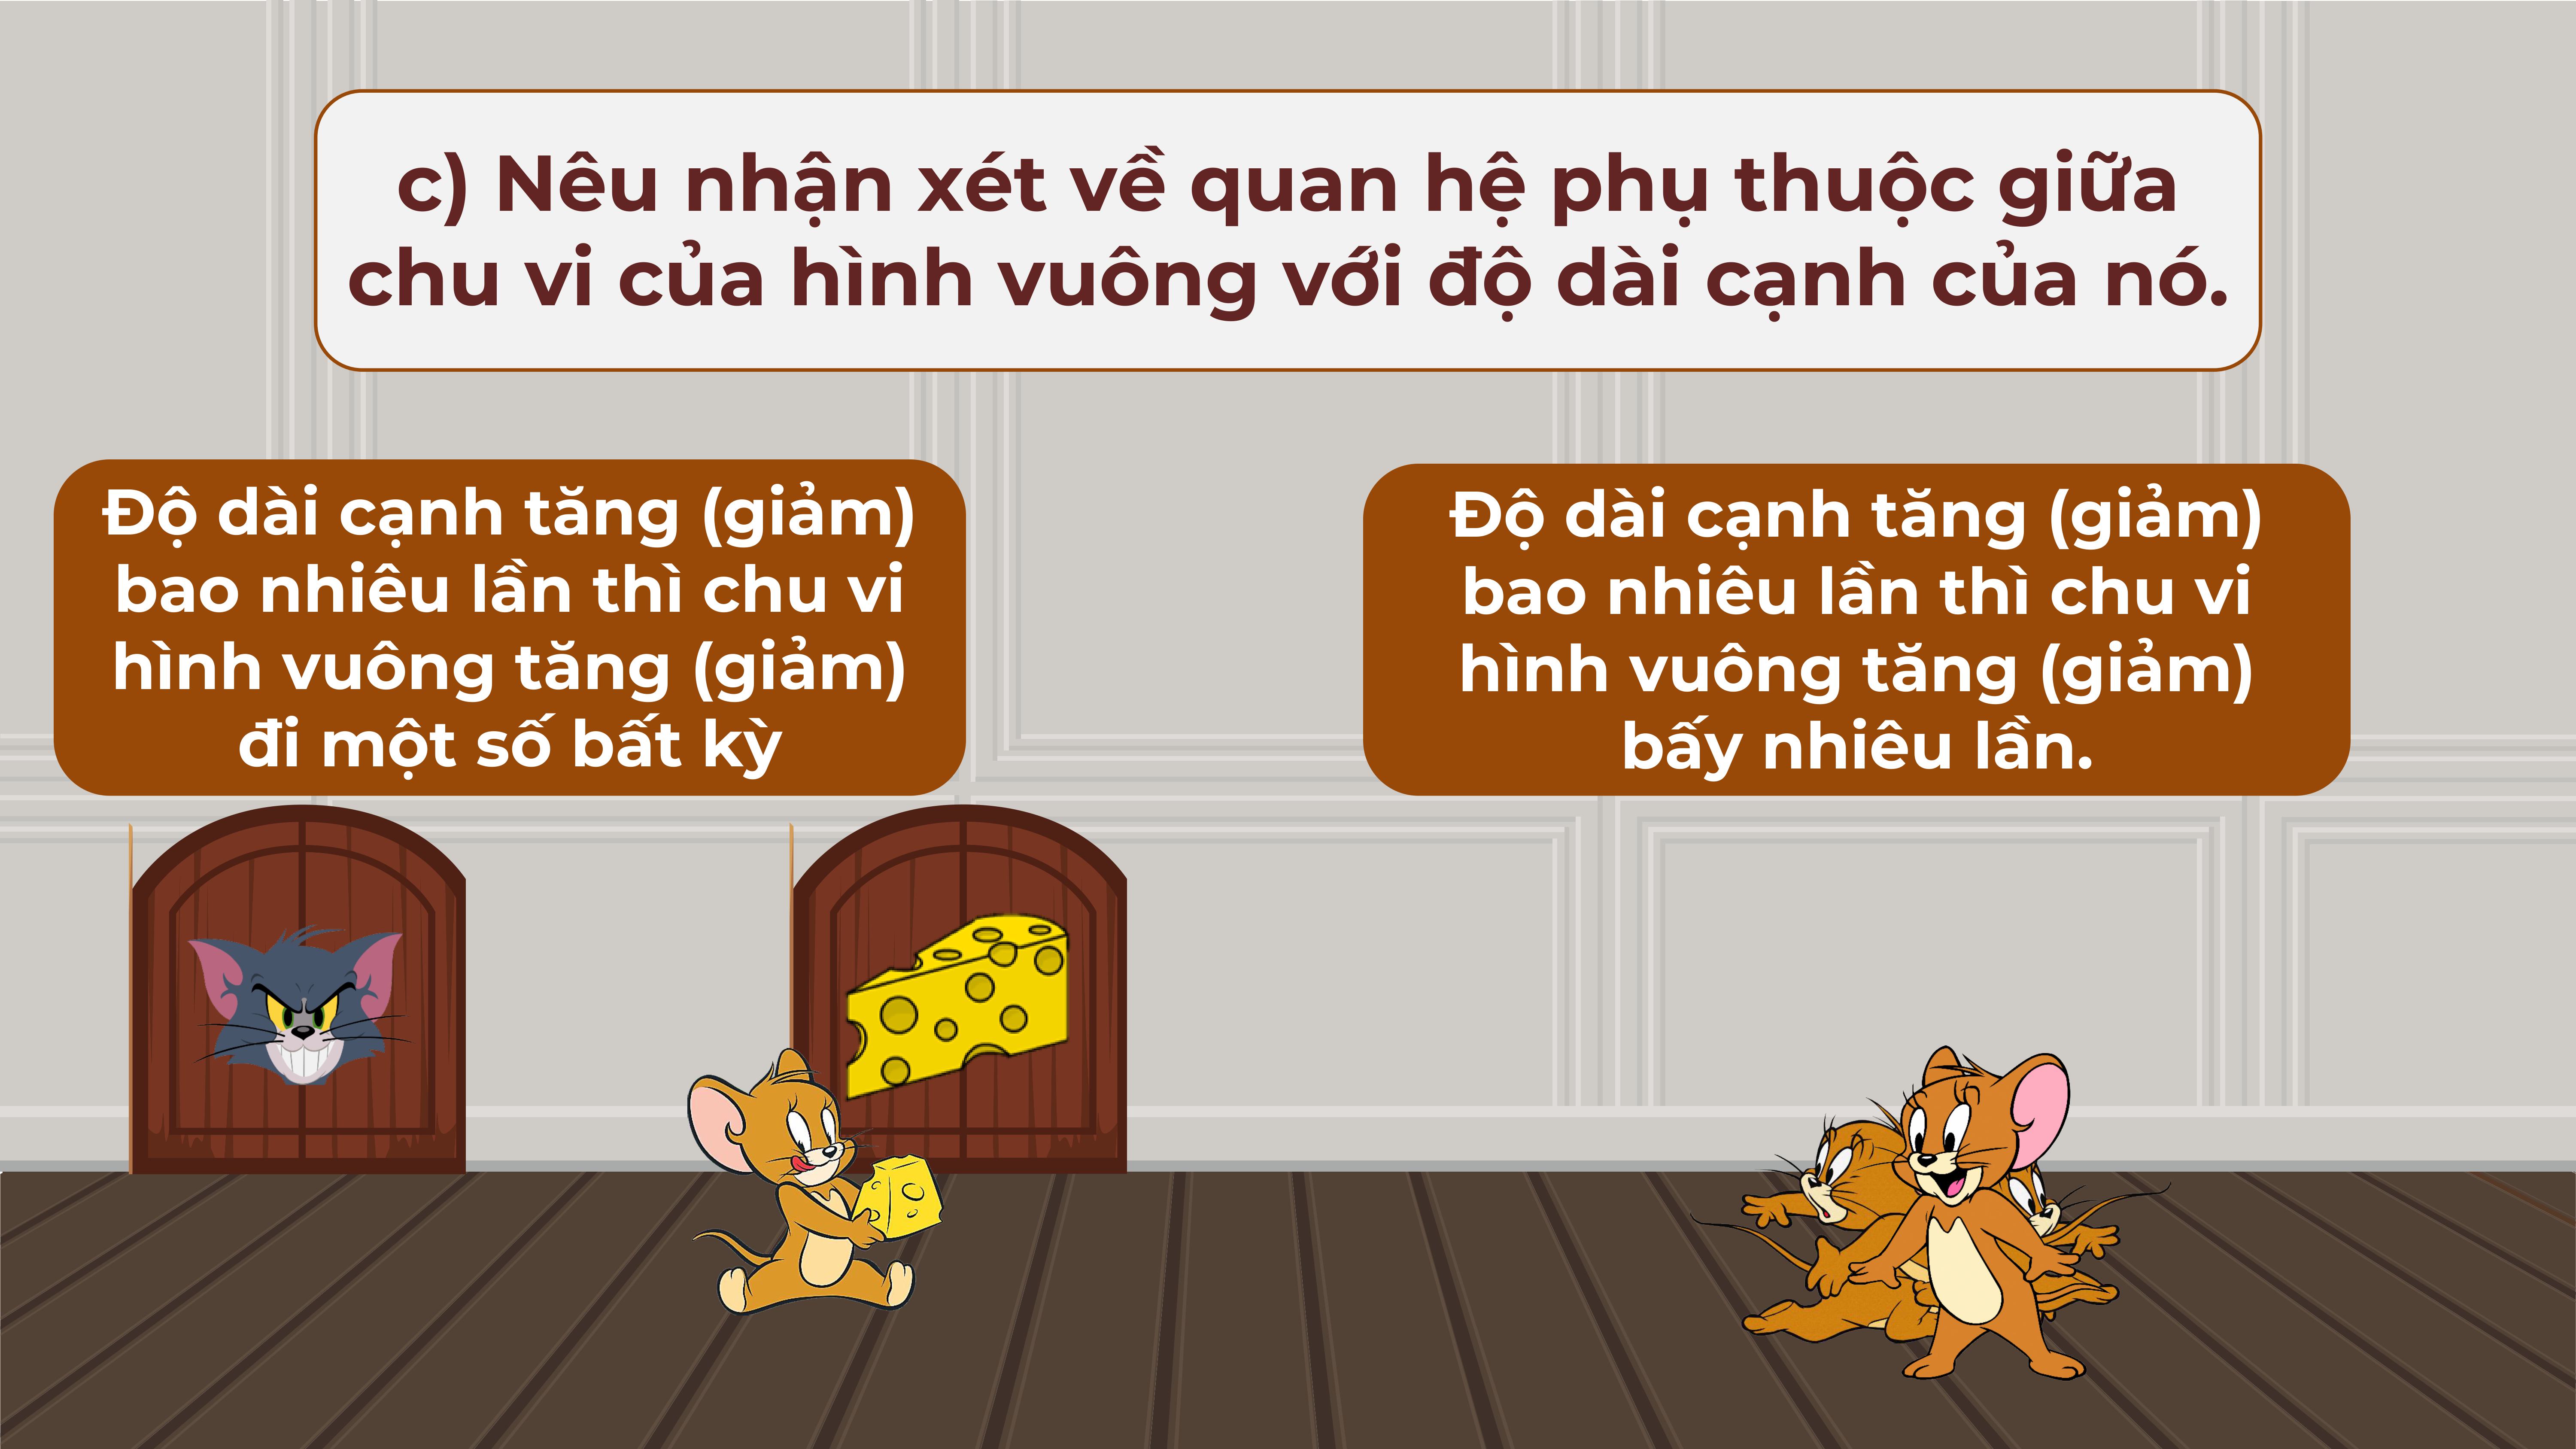 c) Nêu nhận xét về quan hệ phụ thuộc giữa
chu vi của hình vuông với độ dài cạnh của nó.
Độ dài cạnh tăng (giảm)
bao nhiêu lần thì chu vi
hình vuông tăng (giảm)
đi một số bất kỳ
Độ dài cạnh tăng (giảm)
bao nhiêu lần thì chu vi
hình vuông tăng (giảm)
bấy nhiêu lần.